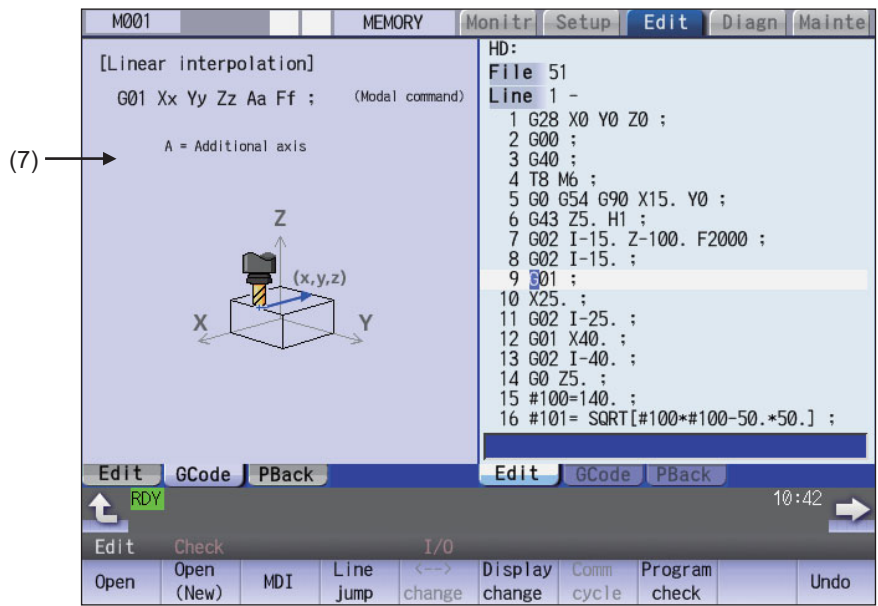 M001 MEMORY Monitr Setup Edit Diagn Mainte
[Linear interpolation]
G01 Xx Yy Zz Aa Ff ; (Modal command)
A = Additional axis
(7)
Z
(x,y,z)
X
Y
HD:
File 51
Line 1 -
1 G28 X0 Y0 Z0 ;
2 G00 ;
3 G40 ;
4 T8 M6 ;
5 G0 G54 G90 X15. Y0 ;
6 G43 Z5. H1 ;
7 G02 I-15. Z-100. F2000 ;
8 G02 I-15. ;
9 G01 ;
10 X25. ;
11 G02 I-25. ;
12 G01 X40. ;
13 G02 I-40. ;
14 G0 Z5. ;
15 #100=140. ;
16 #101= SQRT[#100*#100-50.*50.] ;
Edit GCode PBack
Edit GCode PBack
RDY 10:42
Edit Check I/O
Open
Open
(New)
MDI
Line
jump
<-->
change
Display
change
Comm
cycle
Program
check
Undo